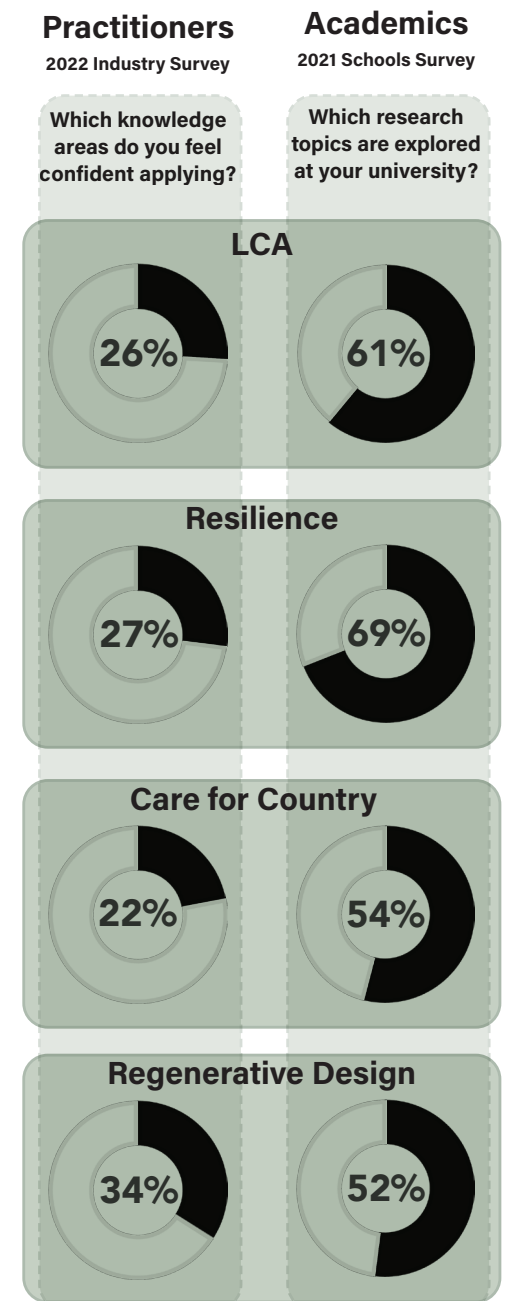 Practitioners
2022 Industry Survey
Which knowledge
areas do you feel
confident applying?
Academics
2021 Schools Survey
Which research
topics are explored
at your university?
LCA
26%
61%
Resilience
27%
69%
Care for Country
22%
54%
Regenerative Design
34%
52%